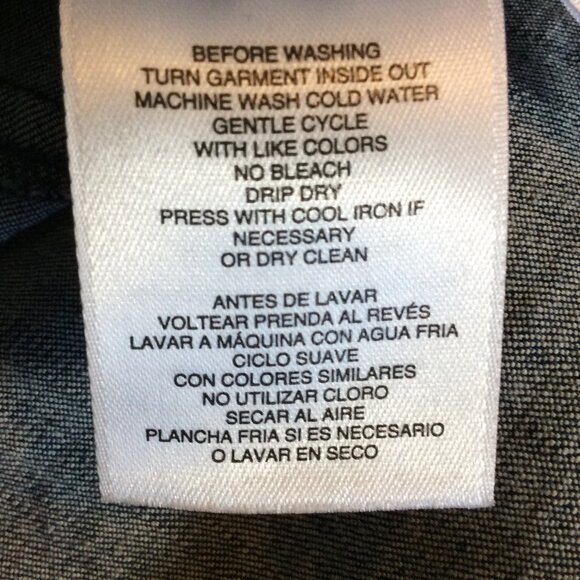 BEFORE WASHING
TURN GARMENT INSIDE OUT
MACHINE WASH COLD WATER
GENTLE CYCLE
WITH LIKE COLORS
NO BLEACH
DRIP DRY
PRESS WITH COOL IRON IF
NECESSARY
OR DRY CLEAN
ANTES DE LAVAR
VOLTEAR PRENDA AL REVÉS
LAVAR A MÁQUINA CON AGUA FRIA
CICLO SUAVE
CON COLORES SIMILARES
NO UTILIZAR CLORO
SECAR AL AIRE
PLANCHA FRIA SI ES NECESARIO
O LAVAR EN SECO